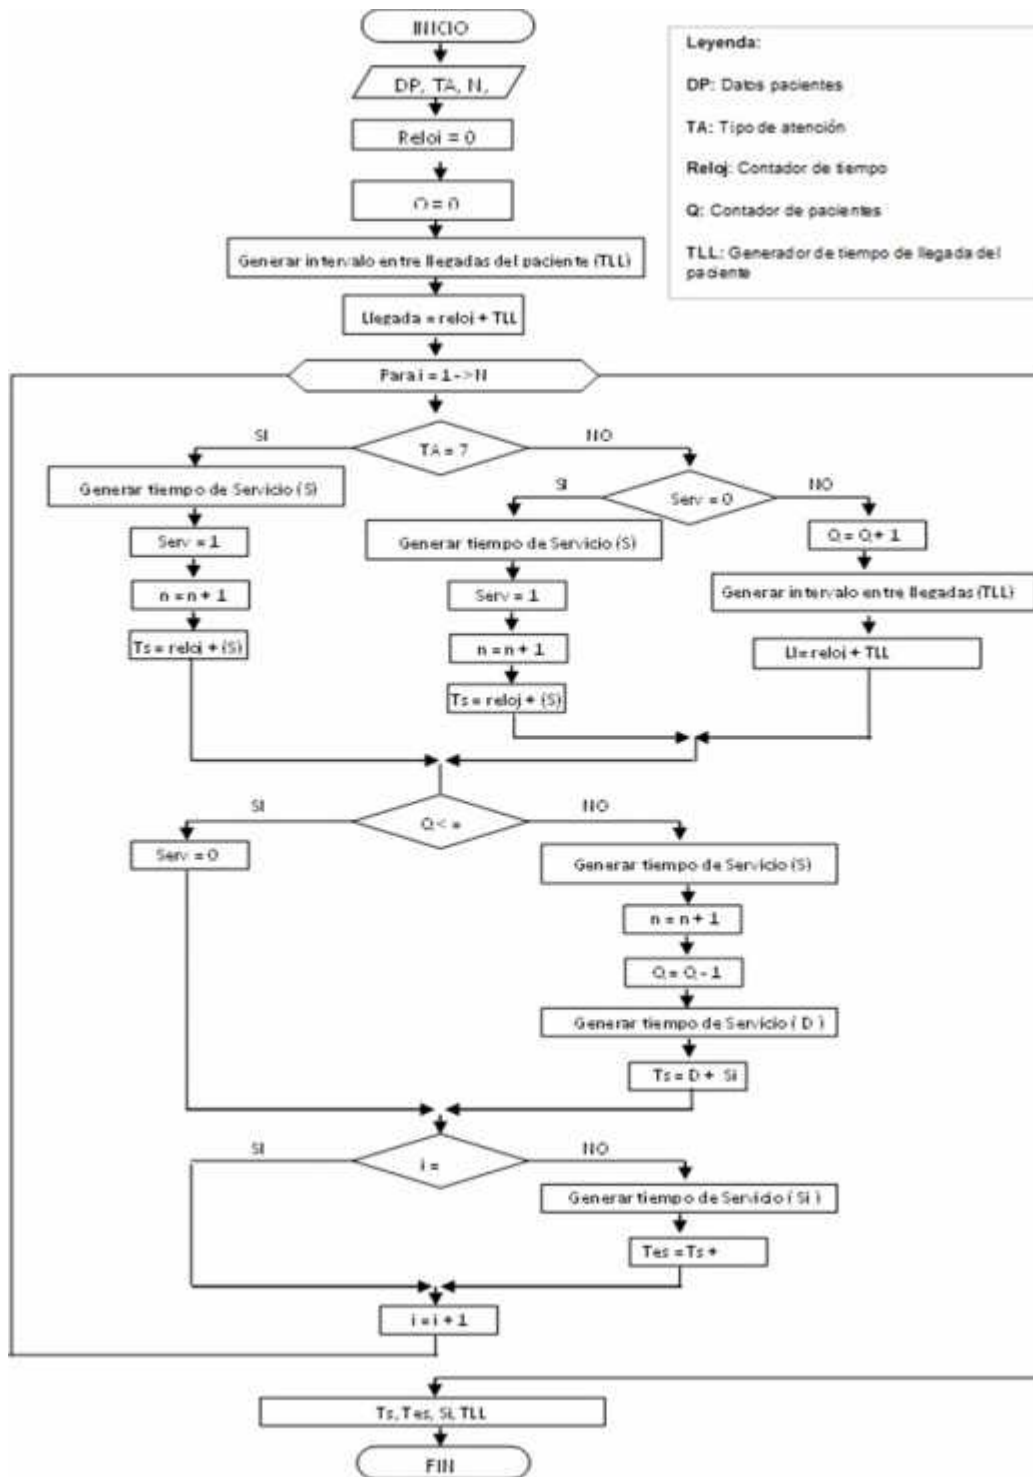 INICIO
DP, TA, N,
Reloj = 0
Q = 0
Generar intervalo entre llegadas del paciente (TLL)
Llegada = reloj + TLL
Leyenda:
DP: Datos pacientes
TA: Tipo de atención
Reloj: Contador de tiempo
Q: Contador de pacientes
TLL: Generador de tiempo de llegada del
paciente
Para i = 1 -> N
SI
TA = 7
NO
Generar tiempo de Servicio (S)
Serv = 1
n = n + 1
Ts = reloj + (S)
SI
Serv = 0
NO
Generar tiempo de Servicio (S)
Serv = 1
n = n + 1
Ts = reloj + (S)
Q = Q + 1
Generar intervalo entre llegadas (TLL)
Ll= reloj + TLL
SI
Q < =
NO
Serv = 0
Generar tiempo de Servicio (S)
n = n + 1
Q = Q - 1
Generar tiempo de Servicio ( D )
Ts = D + Si
SI
i =
NO
Generar tiempo de Servicio ( Si )
Tes = Ts +
i = i + 1
Ts, Tes, Si, TLL
FIN